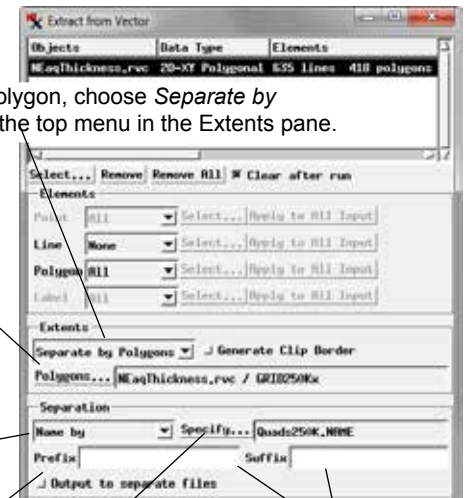 Extract from Vector
Objects Data Type Elements
NEaqThickness.rvc 2D-XY Polygonal 635 lines 418 polygons
olygon, choose Separate by
the top menu in the Extents pane.
Select... Remove Remove All Clear after run
Elements
Point All Select... Apply to All Input
Line None Select... Apply to All Input
Polygon All Select... Apply to All Input
Label All Select... Apply to All Input
Extents
Separate by Polygons Generate Clip Border
Polygons... NEaqThickness.rvc / GRID250Kx
Separation
Name by Specify... Quads250K.NAME
Prefix Suffix
Output to separate files